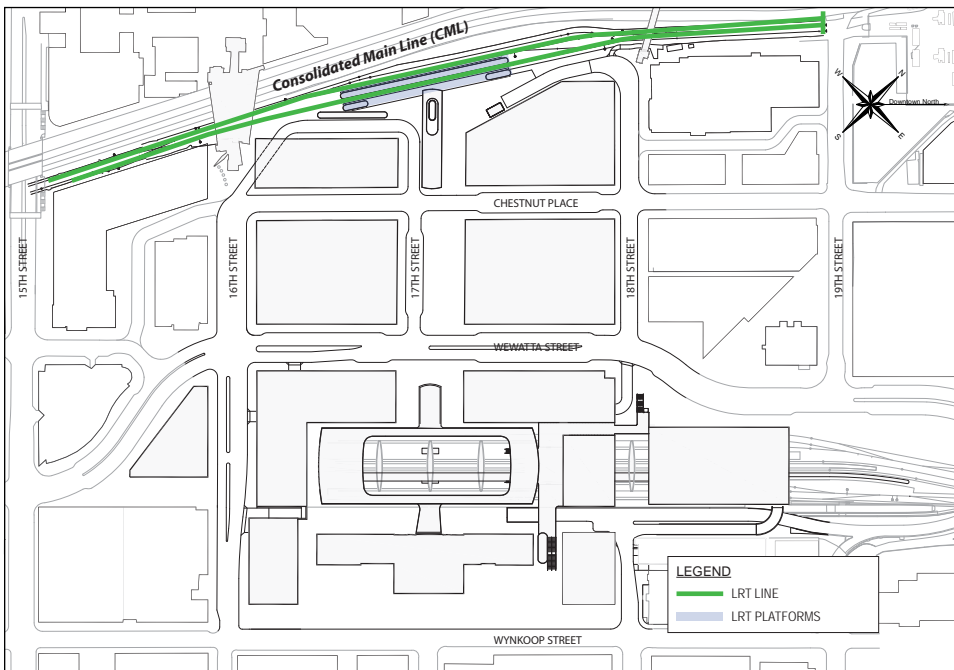 Consolidated Main Line (CML)
W
N
Downtown North
S
E
CHESTNUT PLACE
15TH STREET
16TH STREET
17TH STREET
18TH STREET
19TH STREET
WEWATTA STREET
LEGEND
LRT LINE
LRT PLATFORMS
WYNKOOP STREET